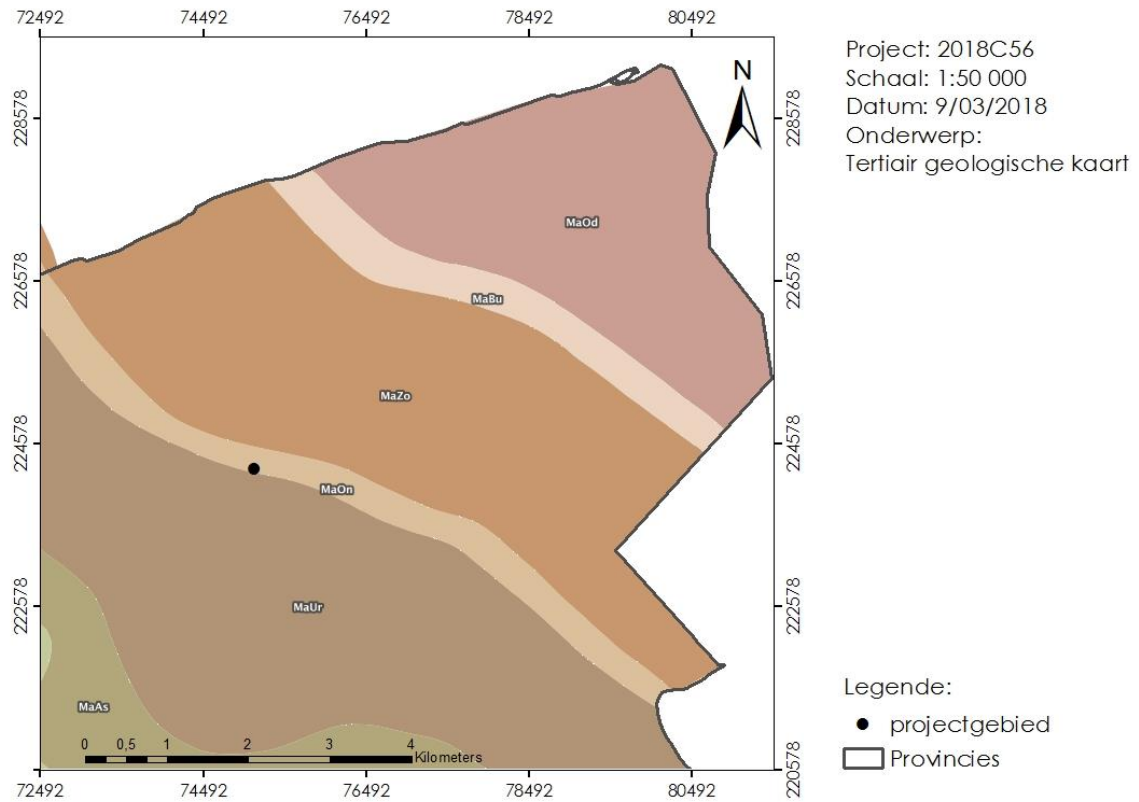 72492 74492 76492 78492 80492
Project: 2018C56
Schaal: 1:50 000
Datum: 9/03/2018
Onderwerp:
Tertiair geologische kaart
N
228578 228578
MaOd
226578 226578
MaBu
MaZo
224578 224578
MaOn
222578 222578
MaUr
MaAs
0 0,5 1 2 3 4
Kilometers
220578
72492 74492 76492 78492 80492
Legende:
projectgebied
Provincies